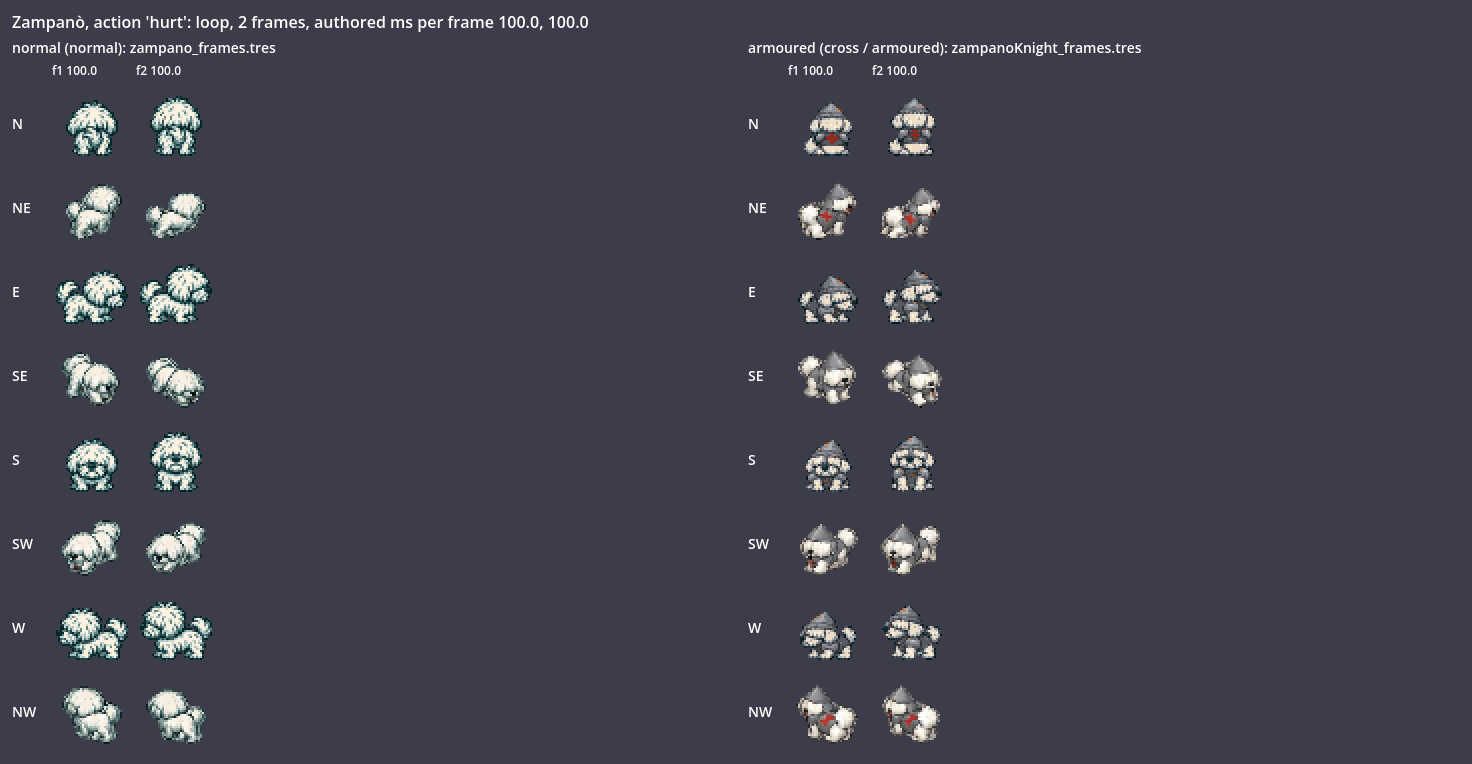 Zampanò, action 'hurt': loop, 2 frames, authored ms per frame 100.0, 100.0
normal (normal): zampano_frames.tres
f1 100.0 f2 100.0
N
NE
E
SE
S
SW
W
NW
armoured (cross / armoured): zampanoKnight_frames.tres
f1 100.0 f2 100.0
N
NE
E
SE
S
SW
W
NW